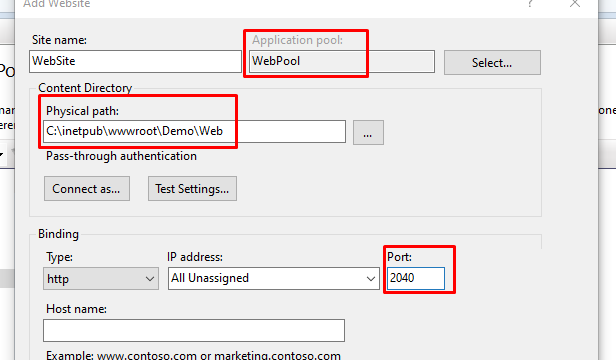 Add Website
Site name:
Application pool:
WebSite
WebPool
Select...
Content Directory
Physical path:
C:\inetpub\wwwroot\Demo\Web
...
Pass-through authentication
Connect as...
Test Settings...
Binding
Type:
IP address:
Port:
http
All Unassigned
2040
Host name:
Example: www.contoso.com or marketing.contoso.com